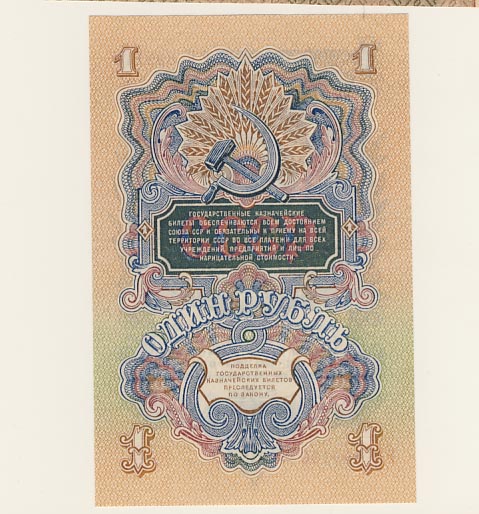 1 1
ГОСУДАРСТВЕННЫЕ КАЗНАЧЕЙСКИЕ
БИЛЕТЫ ОБЕСПЕЧИВАЮТСЯ ВСЕМ ДОСТОЯНИЕМ
СОЮЗА ССР И ОБЯЗАТЕЛЬНЫ К ПРИЕМУ НА ВСЕЙ
ТЕРРИТОРИИ СССР ВО ВСЕ ПЛАТЕЖИ ДЛЯ ВСЕХ
УЧРЕЖДЕНИЙ, ПРЕДПРИЯТИЙ И ЛИЦ ПО
НАРИЦАТЕЛЬНОЙ СТОИМОСТИ.
ОДИН РУБЛЬ
ПОДДЕЛКА
ГОСУДАРСТВЕННЫХ
КАЗНАЧЕЙСКИХ БИЛЕТОВ
ПРЕСЛЕДУЕТСЯ
ПО ЗАКОНУ.
1 1